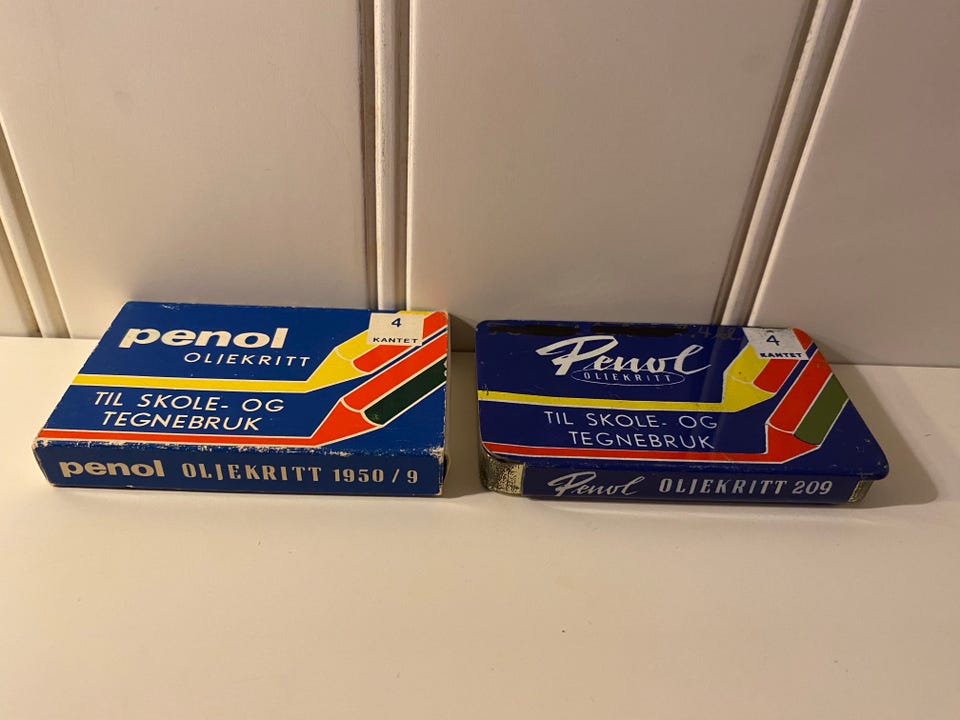 penol
OLJEKRITT
4
KANTET
TIL SKOLE- OG
TEGNEBRUK
penol OLJEKRITT 1950/9
Penol
OLJEKRITT
4
KANTET
TIL SKOLE- OG
TEGNEBRUK
Penol OLJEKRITT 209